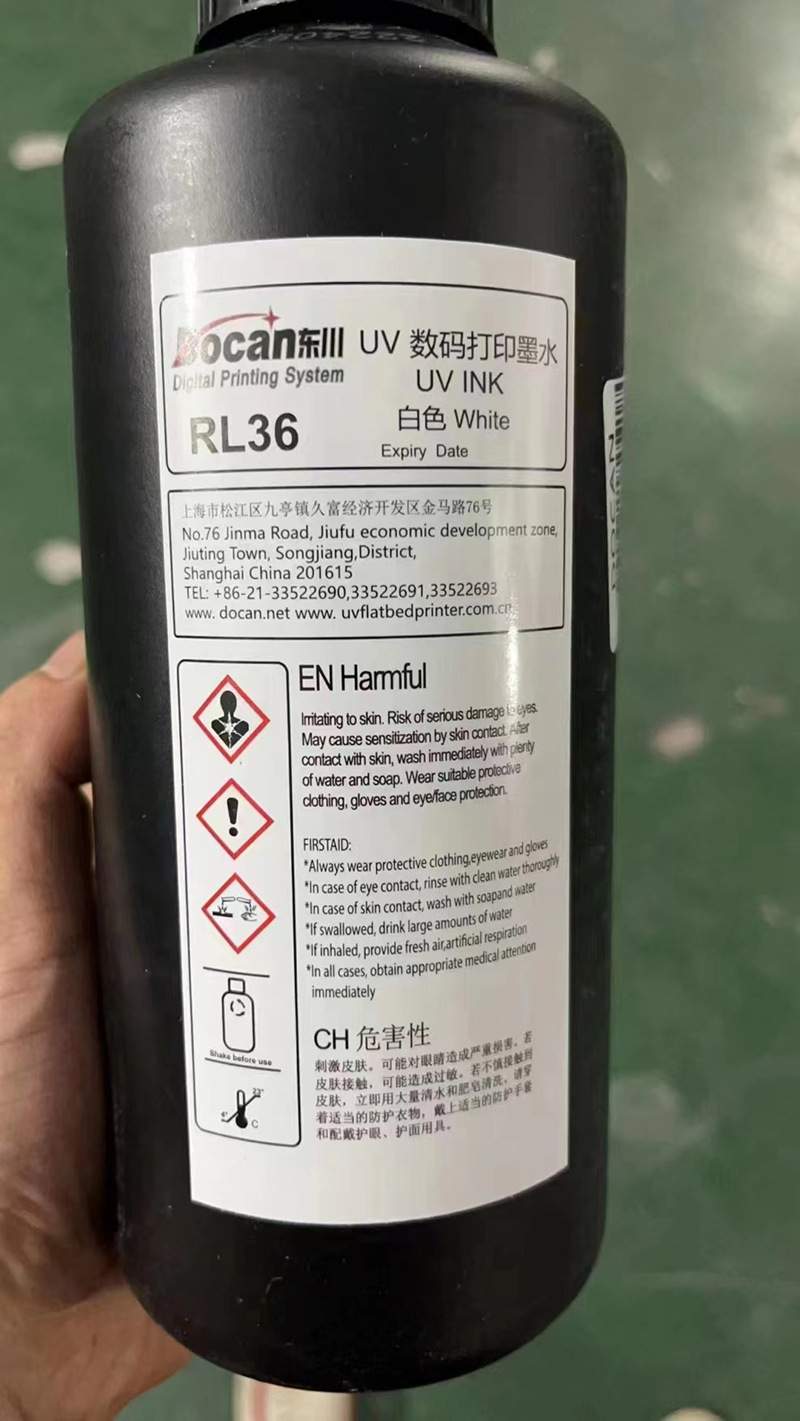 Docan东川
Digital Printing System
RL36
UV 数码打印墨水
UV INK
白色 White
Expiry Date
上海市松江区九亭镇久富经济开发区金马路76号
No.76 Jinma Road, Jiufu economic development zone,
Jiuting Town, Songjiang,District,
Shanghai China 201615
TEL: +86-21-33522690,33522691,33522693
www. docan.net www. uvflatbedprinter.com.cn
EN Harmful
Irritating to skin. Risk of serious damage to eyes.
May cause sensitization by skin contact. After
contact with skin, wash immediately with plenty
of water and soap. Wear suitable protective
clothing, gloves and eye/face protection.
FIRSTAID:
*Always wear protective clothing,eyewear and gloves
*In case of eye contact, rinse with clean water thoroughly
*In case of skin contact, wash with soapand water
*If swallowed, drink large amounts of water
*If inhaled, provide fresh air,artificial respiration
*In all cases, obtain appropriate medical attention
immediately
Shake before use
23°
4°
C
CH 危害性
刺激皮肤。可能对眼睛造成严重损害。若
皮肤接触，可能造成过敏。若不慎接触到
皮肤，立即用大量清水和肥皂清洗。请穿
着适当的防护衣物，戴上适当的防护手套
和配戴护眼、护面用具。